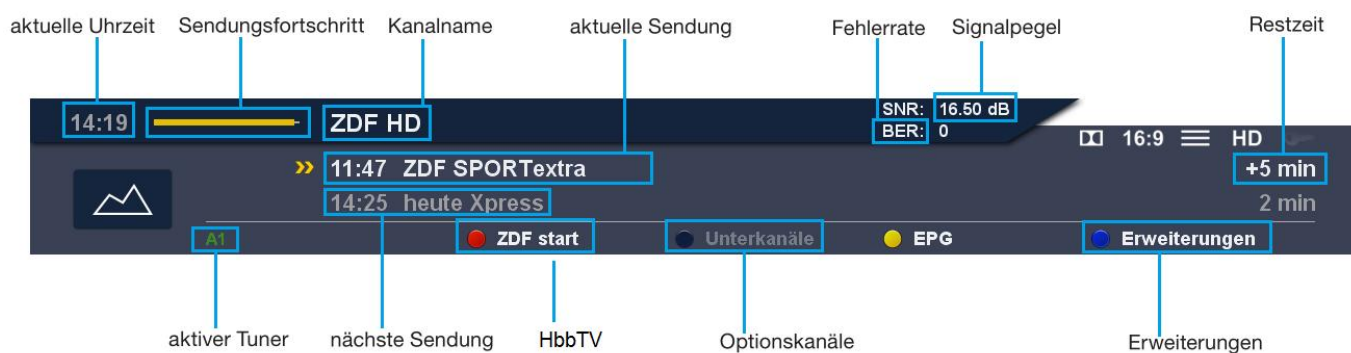 aktuelle Uhrzeit Sendungsfortschritt Kanalname aktuelle Sendung Fehlerrate Signalpegel Restzeit
14:19 ZDF HD SNR: 16.50 dB
BER: 0
16:9 HD
11:47 ZDF SPORTextra +5 min
14:25 heute Xpress 2 min
A1 ZDF start Unterkanäle EPG Erweiterungen
aktiver Tuner nächste Sendung HbbTV Optionskanäle Erweiterungen